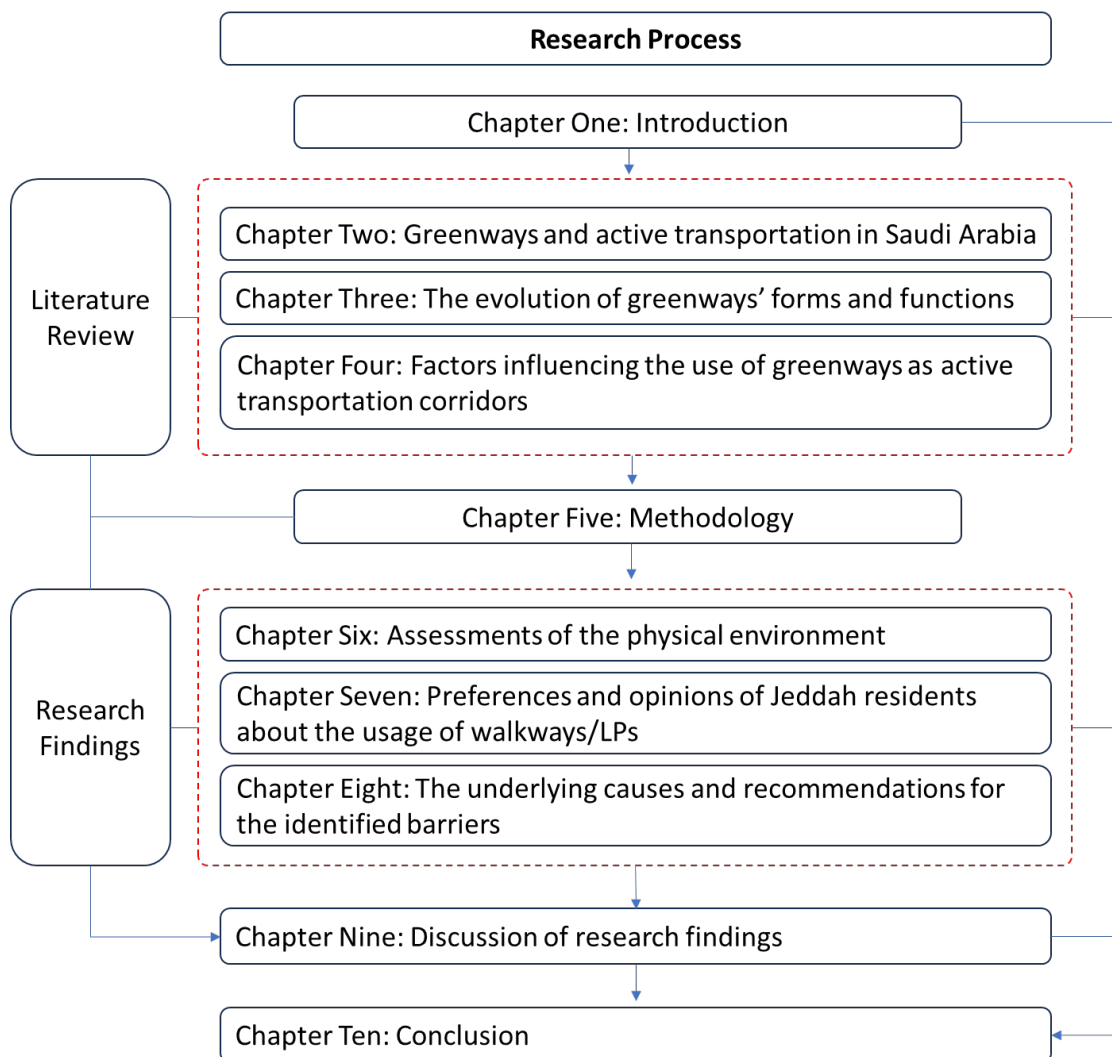 Research Process
Chapter One: Introduction
Literature
Review
Chapter Two: Greenways and active transportation in Saudi Arabia
Chapter Three: The evolution of greenways’ forms and functions
Chapter Four: Factors influencing the use of greenways as active
transportation corridors
Chapter Five: Methodology
Research
Findings
Chapter Six: Assessments of the physical environment
Chapter Seven: Preferences and opinions of Jeddah residents
about the usage of walkways/LPs
Chapter Eight: The underlying causes and recommendations for
the identified barriers
Chapter Nine: Discussion of research findings
Chapter Ten: Conclusion